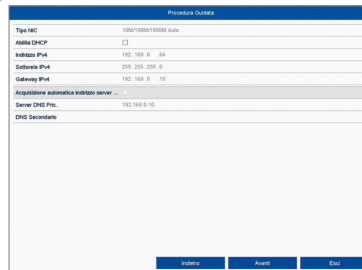 Procedura Guidata
Tipo NIC 10M/100M/1000M Auto
Abilita DHCP
Indirizzo IPv4 192 .168 .0 .64
Sottorete IPv4 255 .255 .255 .0
Gateway IPv4 192 .168 .0 .10
Acquisizione automatica indirizzo server ...
Server DNS Pric. 192.168.0.10
DNS Secondario
Indietro Avanti Esci